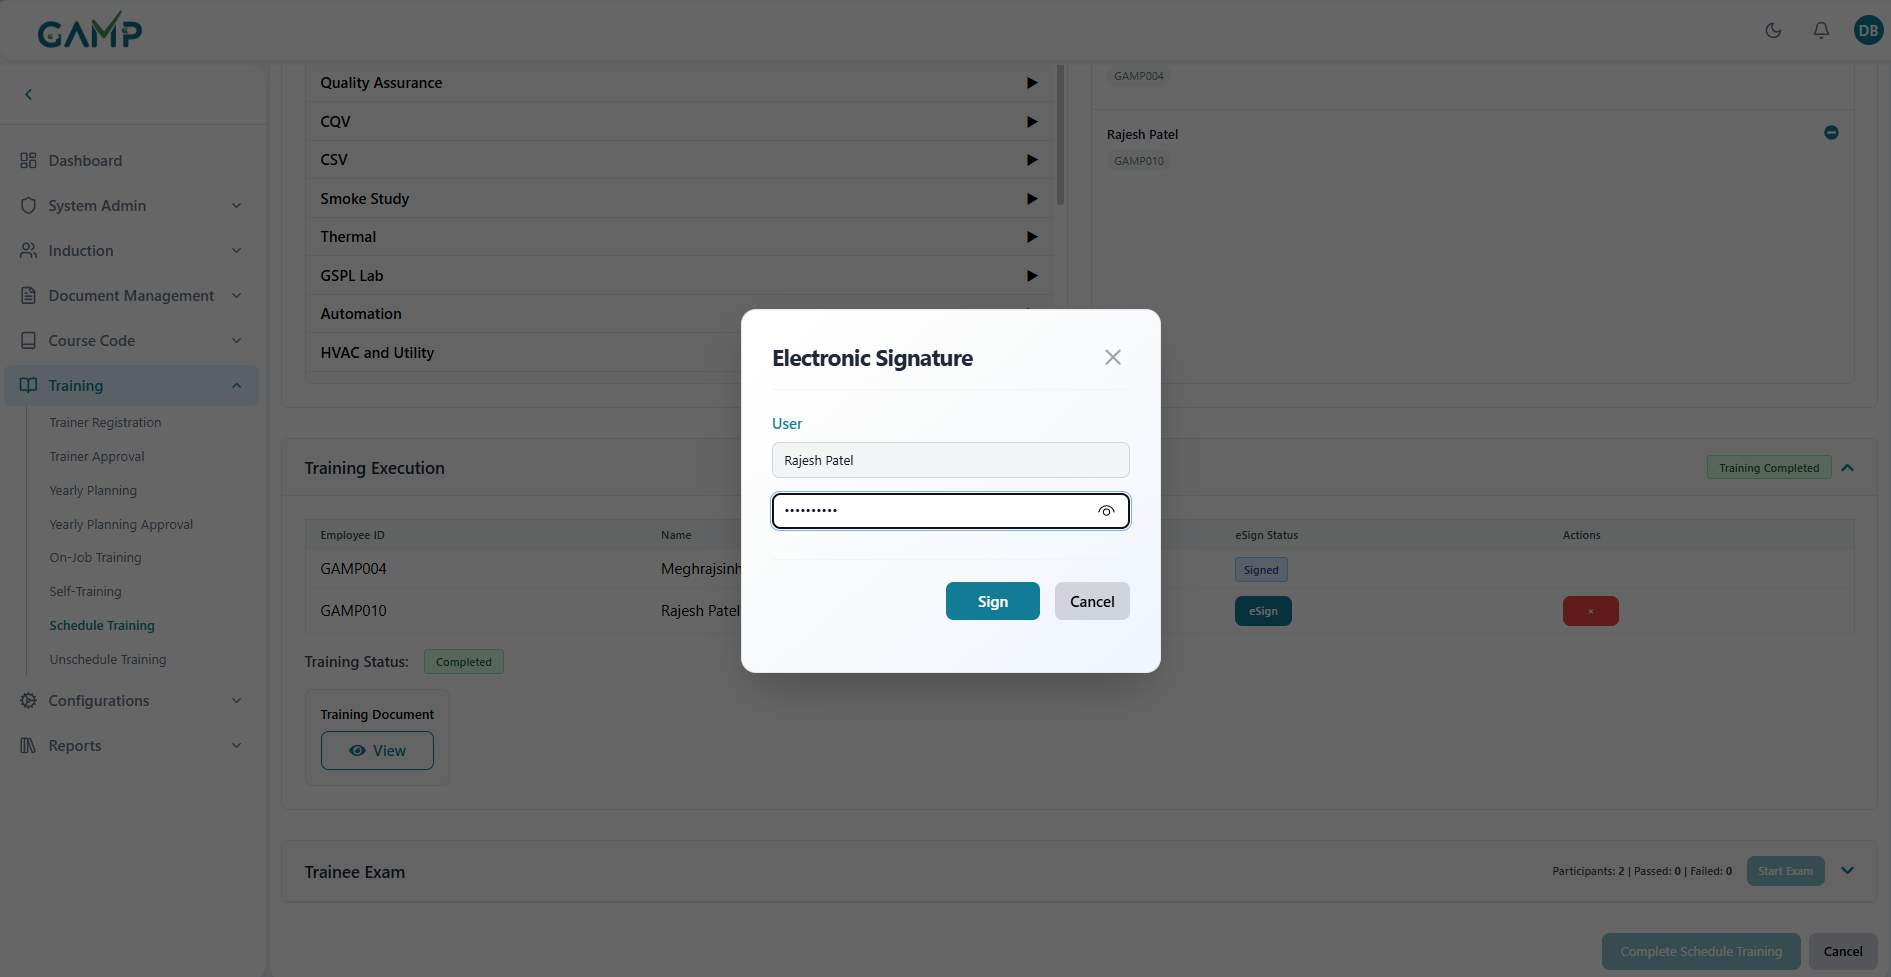 GAMP
DB
Dashboard
System Admin
Induction
Document Management
Course Code
Training
Trainer Registration
Trainer Approval
Yearly Planning
Yearly Planning Approval
On-Job Training
Self-Training
Schedule Training
Unschedule Training
Configurations
Reports
Quality Assurance
CQV
CSV
Smoke Study
Thermal
GSPL Lab
Automation
HVAC and Utility
GAMP004
Rajesh Patel
GAMP010
Electronic Signature
User
Rajesh Patel
••••••••••
Sign
Cancel
Training Execution
Training Completed
Employee ID
Name
eSign Status
Actions
GAMP004
Meghrajsinh
Signed
GAMP010
Rajesh Patel
eSign
×
Training Status:
Completed
Training Document
View
Trainee Exam
Participants: 2 | Passed: 0 | Failed: 0
Start Exam
Complete Schedule Training
Cancel